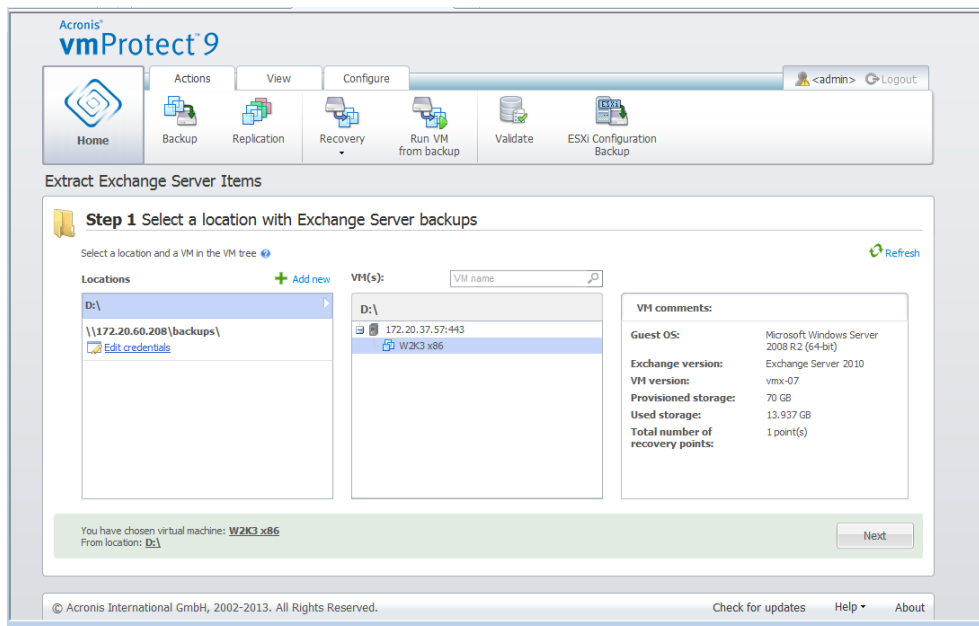 Acronis®
vmProtect™ 9
Actions
View
Configure
<admin>
Logout
Home
Backup
Replication
Recovery
Run VM
from backup
Validate
ESXi
ESXi Configuration
Backup
Extract Exchange Server Items
Step 1 Select a location with Exchange Server backups
Select a location and a VM in the VM tree ?
Refresh
Locations
Add new
VM(s):
VM name
D:\
\\172.20.60.208\backups\
Edit credentials
D:\
172.20.37.57:443
W2K3 x86
VM comments:
Guest OS: Microsoft Windows Server
2008 R2 (64-bit)
Exchange version: Exchange Server 2010
VM version: vmx-07
Provisioned storage: 70 GB
Used storage: 13.937 GB
Total number of 1 point(s)
recovery points:
You have chosen virtual machine: W2K3 x86
From location: D:\
Next
© Acronis International GmbH, 2002-2013. All Rights Reserved.
Check for updates
Help
About